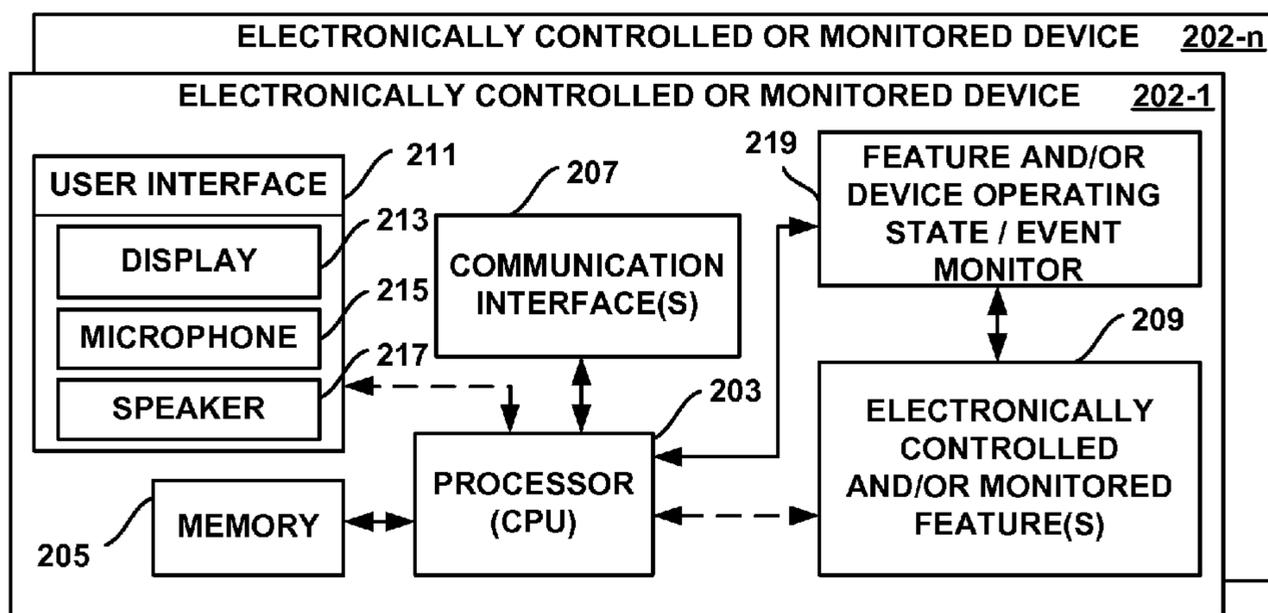 ELECTRONICALLY CONTROLLED OR MONITORED DEVICE 202-n
ELECTRONICALLY CONTROLLED OR MONITORED DEVICE 202-1
USER INTERFACE
211
DISPLAY
213
MICROPHONE
215
SPEAKER
217
207
COMMUNICATION
INTERFACE(S)
219
FEATURE AND/OR
DEVICE OPERATING
STATE / EVENT
MONITOR
209
ELECTRONICALLY
CONTROLLED
AND/OR MONITORED
FEATURE(S)
203
PROCESSOR
(CPU)
MEMORY
205